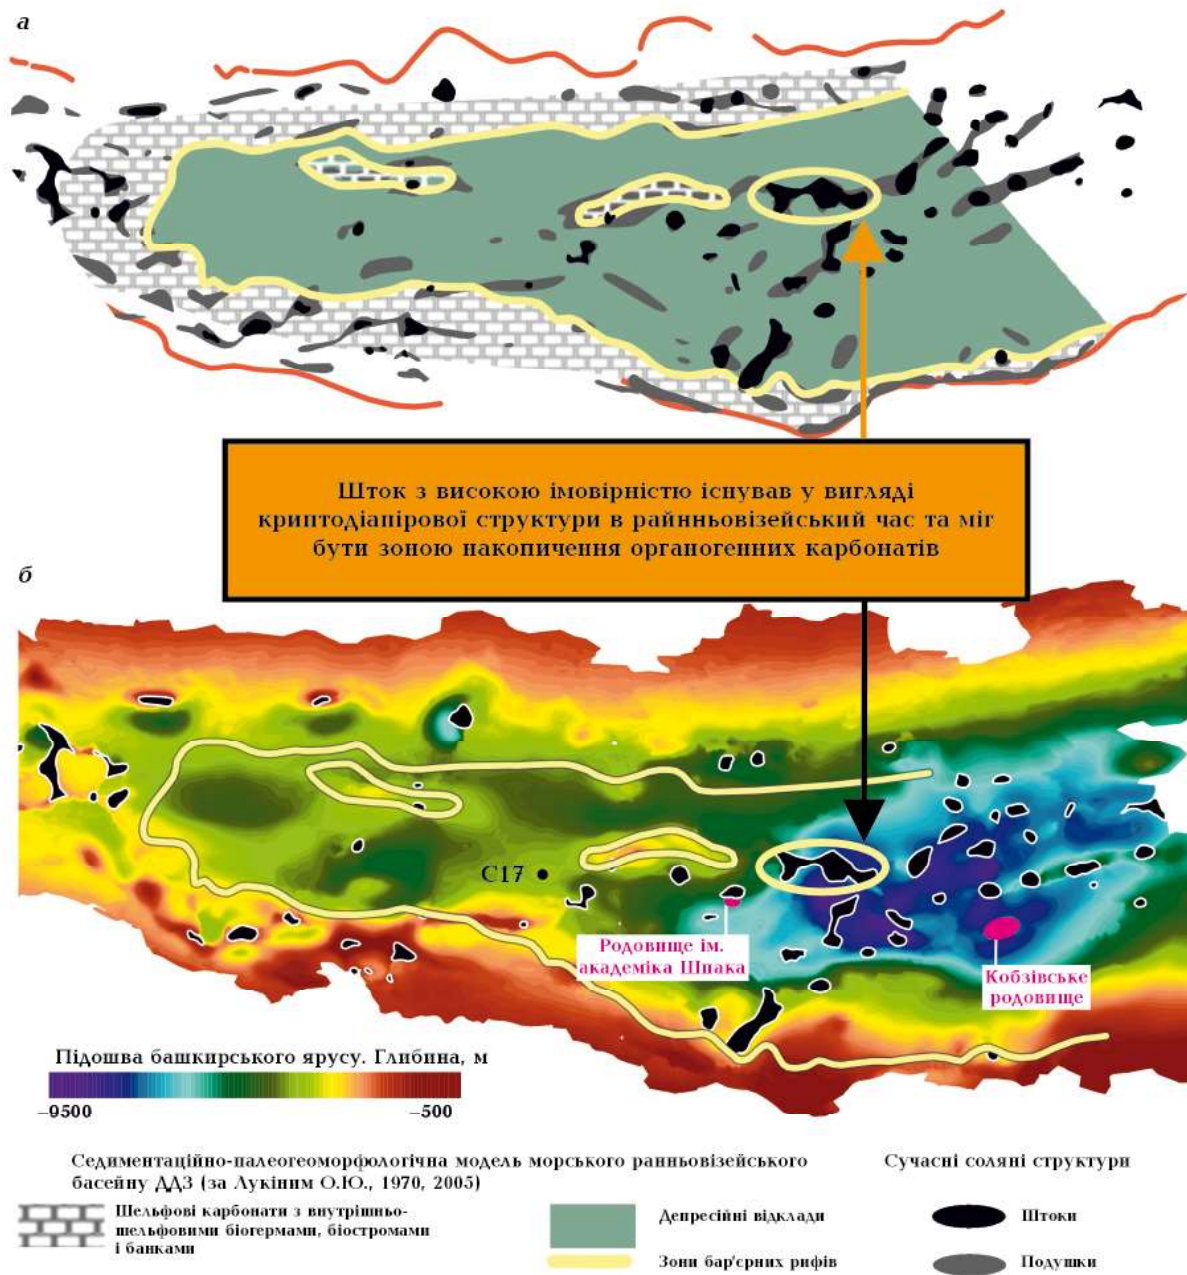 а
Шток з високою імовірністю існував у вигляді
криптодіапірової структури в райнньовізейський час та міг
бути зоною накопичення органогенних карбонатів
б
С17
Родовище ім.
академіка Шпака
Кобзівське
родовище
Підошва башкирського ярусу. Глибина, м
–9500
–500
Седиментаційно-палеогеоморфологічна модель морського ранньовізейського
басейну ДДЗ (за Лукіним О.Ю., 1970, 2005)
Сучасні соляні структури
Шельфові карбонати з внутрішньо-
шельфовими біогермами, біостромами
і банками
Депресійні відклади
Зони бар'єрних рифів
Штоки
Подушки